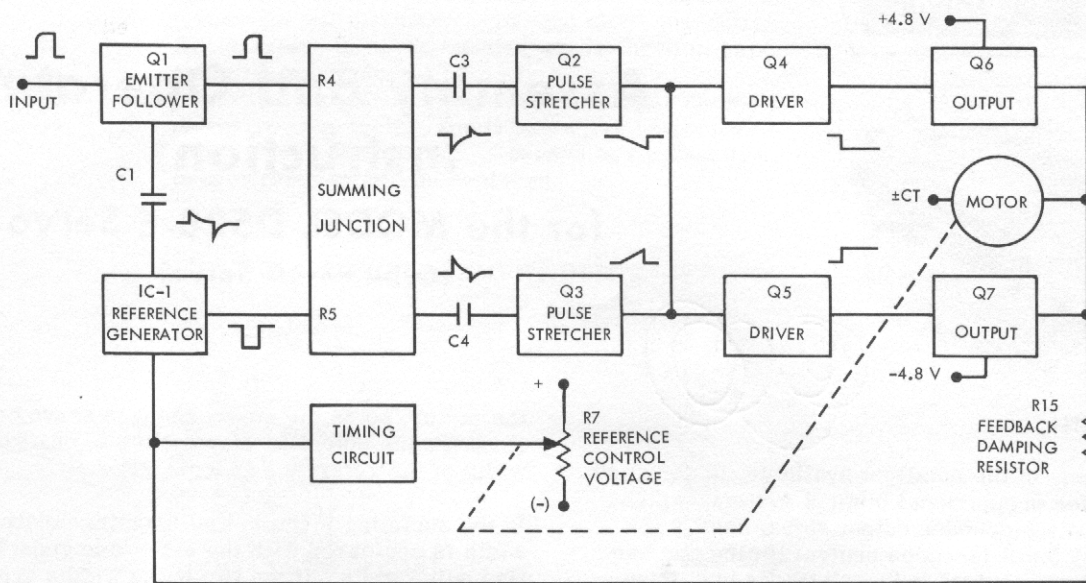 +4.8 V
Q1
EMITTER
FOLLOWER
INPUT
R4
C3
Q2
PULSE
STRETCHER
Q4
DRIVER
Q6
OUTPUT
C1
SUMMING
JUNCTION
±CT
MOTOR
IC-1
REFERENCE
GENERATOR
R5
C4
Q3
PULSE
STRETCHER
Q5
DRIVER
Q7
OUTPUT
-4.8 V
TIMING
CIRCUIT
+
R7
REFERENCE
CONTROL
VOLTAGE
(-)
R15
FEEDBACK
DAMPING
RESISTOR